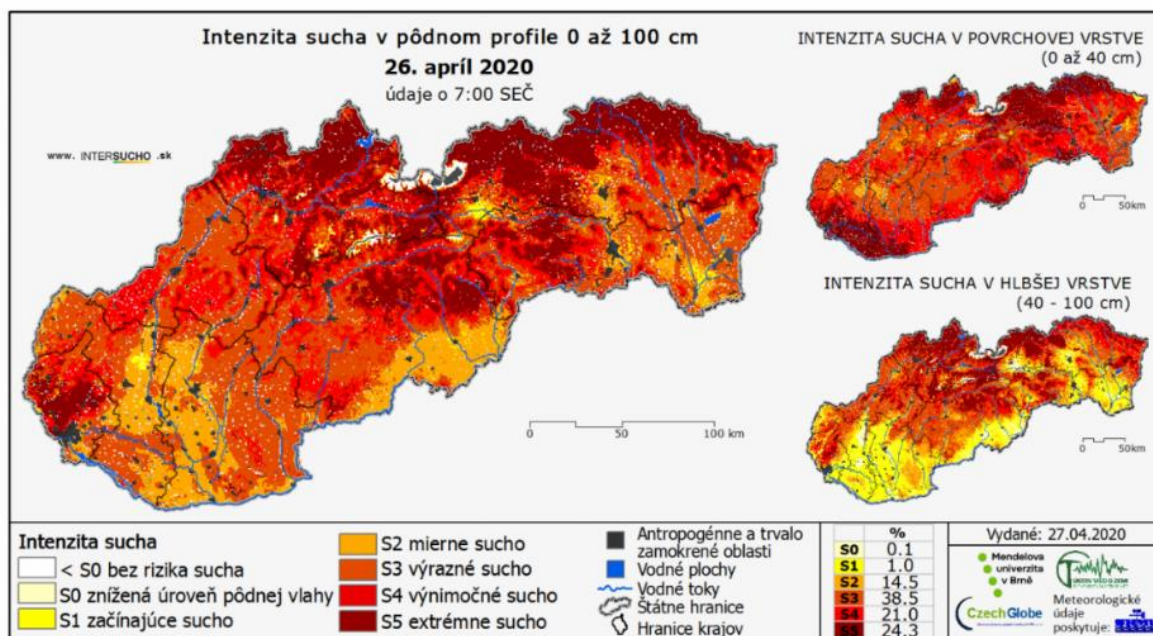 Intenzita sucha v pôdnom profile 0 až 100 cm
26. apríl 2020
údaje o 7:00 SEČ
www. INTERSUCHO .sk
0 50 100 km
INTENZITA SUCHA V POVRCHOVEJ VRSTVE
(0 až 40 cm)
0 50km
INTENZITA SUCHA V HLBŠEJ VRSTVE
(40 - 100 cm)
0 50km
Intenzita sucha
< S0 bez rizika sucha
S0 znížená úroveň pôdnej vlahy
S1 začínajúce sucho
S2 mierne sucho
S3 výrazné sucho
S4 výnimočné sucho
S5 extrémne sucho
Antropogénne a trvalo
zamokrené oblasti
Vodné plochy
Vodné toky
Štátne hranice
Hranice krajov
%
S0 0.1
S1 1.0
S2 14.5
S3 38.5
S4 21.0
S5 24.3
Vydané: 27.04.2020
Mendelova
univerzita
v Brně
CzechGlobe
Meteorologické
údaje
poskytuje: